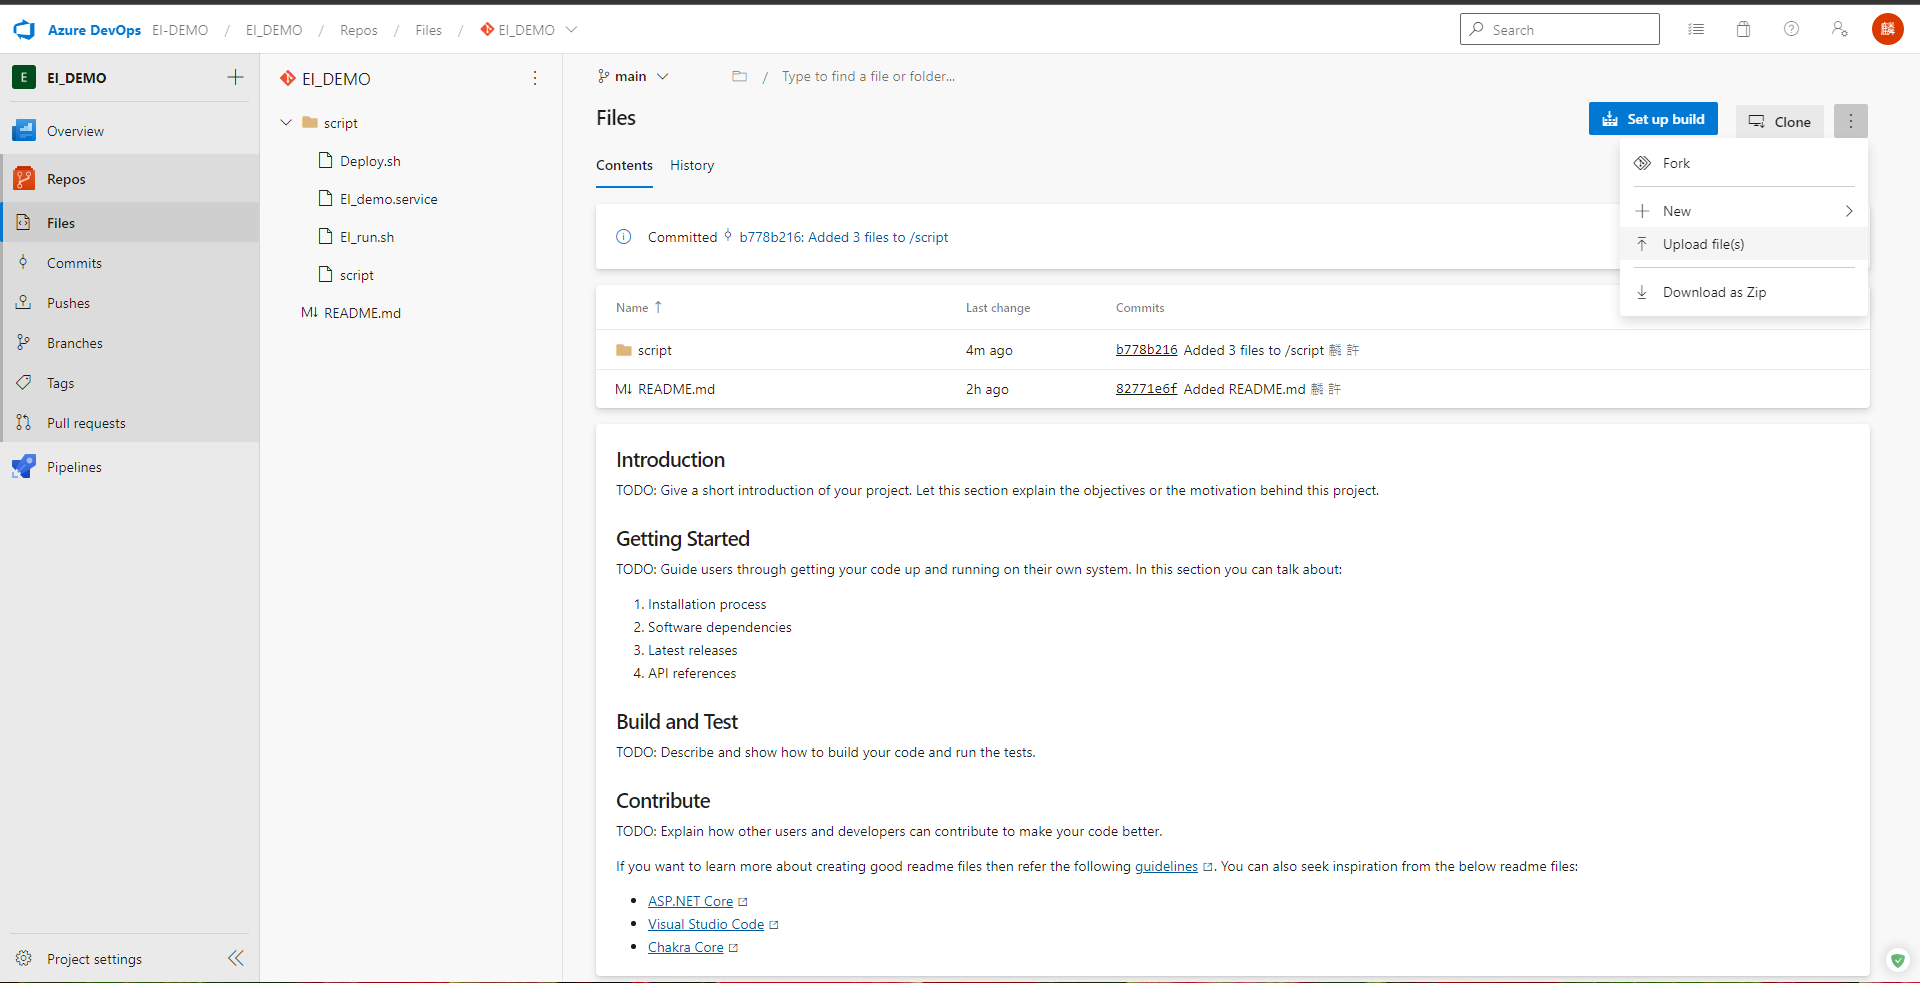 Azure DevOps EI-DEMO / EI_DEMO / Repos / Files / EI_DEMO
Search
麟
E EI_DEMO
Overview
Repos
Files
Commits
Pushes
Branches
Tags
Pull requests
Pipelines
Project settings
EI_DEMO
script
Deploy.sh
EI_demo.service
EI_run.sh
script
M↓ README.md
main
/ Type to find a file or folder...
Files
Set up build
Clone
Contents
History
Fork
New
Upload file(s)
Download as Zip
Committed b778b216: Added 3 files to /script
Name ↑ Last change Commits
script 4m ago b778b216 Added 3 files to /script 麟 許
M↓ README.md 2h ago 82771e6f Added README.md 麟 許
Introduction
TODO: Give a short introduction of your project. Let this section explain the objectives or the motivation behind this project.
Getting Started
TODO: Guide users through getting your code up and running on their own system. In this section you can talk about:
1. Installation process
2. Software dependencies
3. Latest releases
4. API references
Build and Test
TODO: Describe and show how to build your code and run the tests.
Contribute
TODO: Explain how other users and developers can contribute to make your code better.
If you want to learn more about creating good readme files then refer the following guidelines. You can also seek inspiration from the below readme files:
• ASP.NET Core
• Visual Studio Code
• Chakra Core